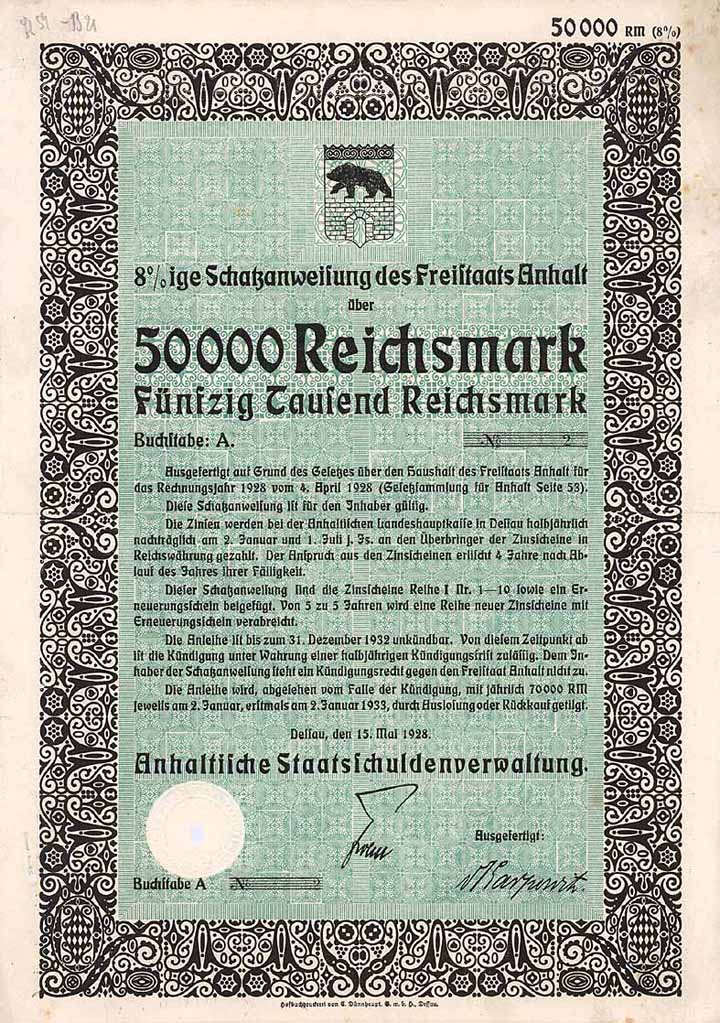 50000 RM (8%)
8%ige Schatzanweisung des Freistaats Anhalt
über
50000 Reichsmark
Fünfzig Tausend Reichsmark
Buchstabe: A. No 2
Ausgefertigt auf Grund des Gesetzes über den Haushalt des Freistaats Anhalt für
das Rechnungsjahr 1928 vom 4. April 1928 (Gesetzsammlung für Anhalt Seite 53).
Diese Schatzanweisung ist für den Inhaber gültig.
Die Zinsen werden bei der Anhaltischen Landeshauptkasse in Dessau halbjährlich
nachträglich am 2. Januar und 1. Juli j. Js. an den Überbringer der Zinsscheine in
Reichswährung gezahlt. Der Anspruch aus den Zinsscheinen erlischt 4 Jahre nach Ab-
lauf des Jahres ihrer Fälligkeit.
Dieser Schatzanweisung sind die Zinsscheine Reihe I Nr. 1—10 sowie ein Er-
neuerungsschein beigefügt. Von 5 zu 5 Jahren wird eine Reihe neuer Zinsscheine mit
Erneuerungsschein verabreicht.
Die Anleihe ist bis zum 31. Dezember 1932 unkündbar. Von diesem Zeitpunkt ab
ist die Kündigung unter Wahrung einer halbjährigen Kündigungsfrist zulässig. Dem In-
haber der Schatzanweisung steht ein Kündigungsrecht gegen den Freistaat Anhalt nicht zu.
Die Anleihe wird, abgesehen vom Falle der Kündigung, mit jährlich 70000 RM
jeweils am 2. Januar, erstmals am 2. Januar 1933, durch Auslosung oder Rückkauf getilgt.
Dessau, den 15. Mai 1928.
Anhaltische Staatsschuldenverwaltung.
Ausgefertigt:
Buchstabe A No 2
Hofbuchdruckerei von C. Dünnhaupt. G. m. b. H., Dessau.